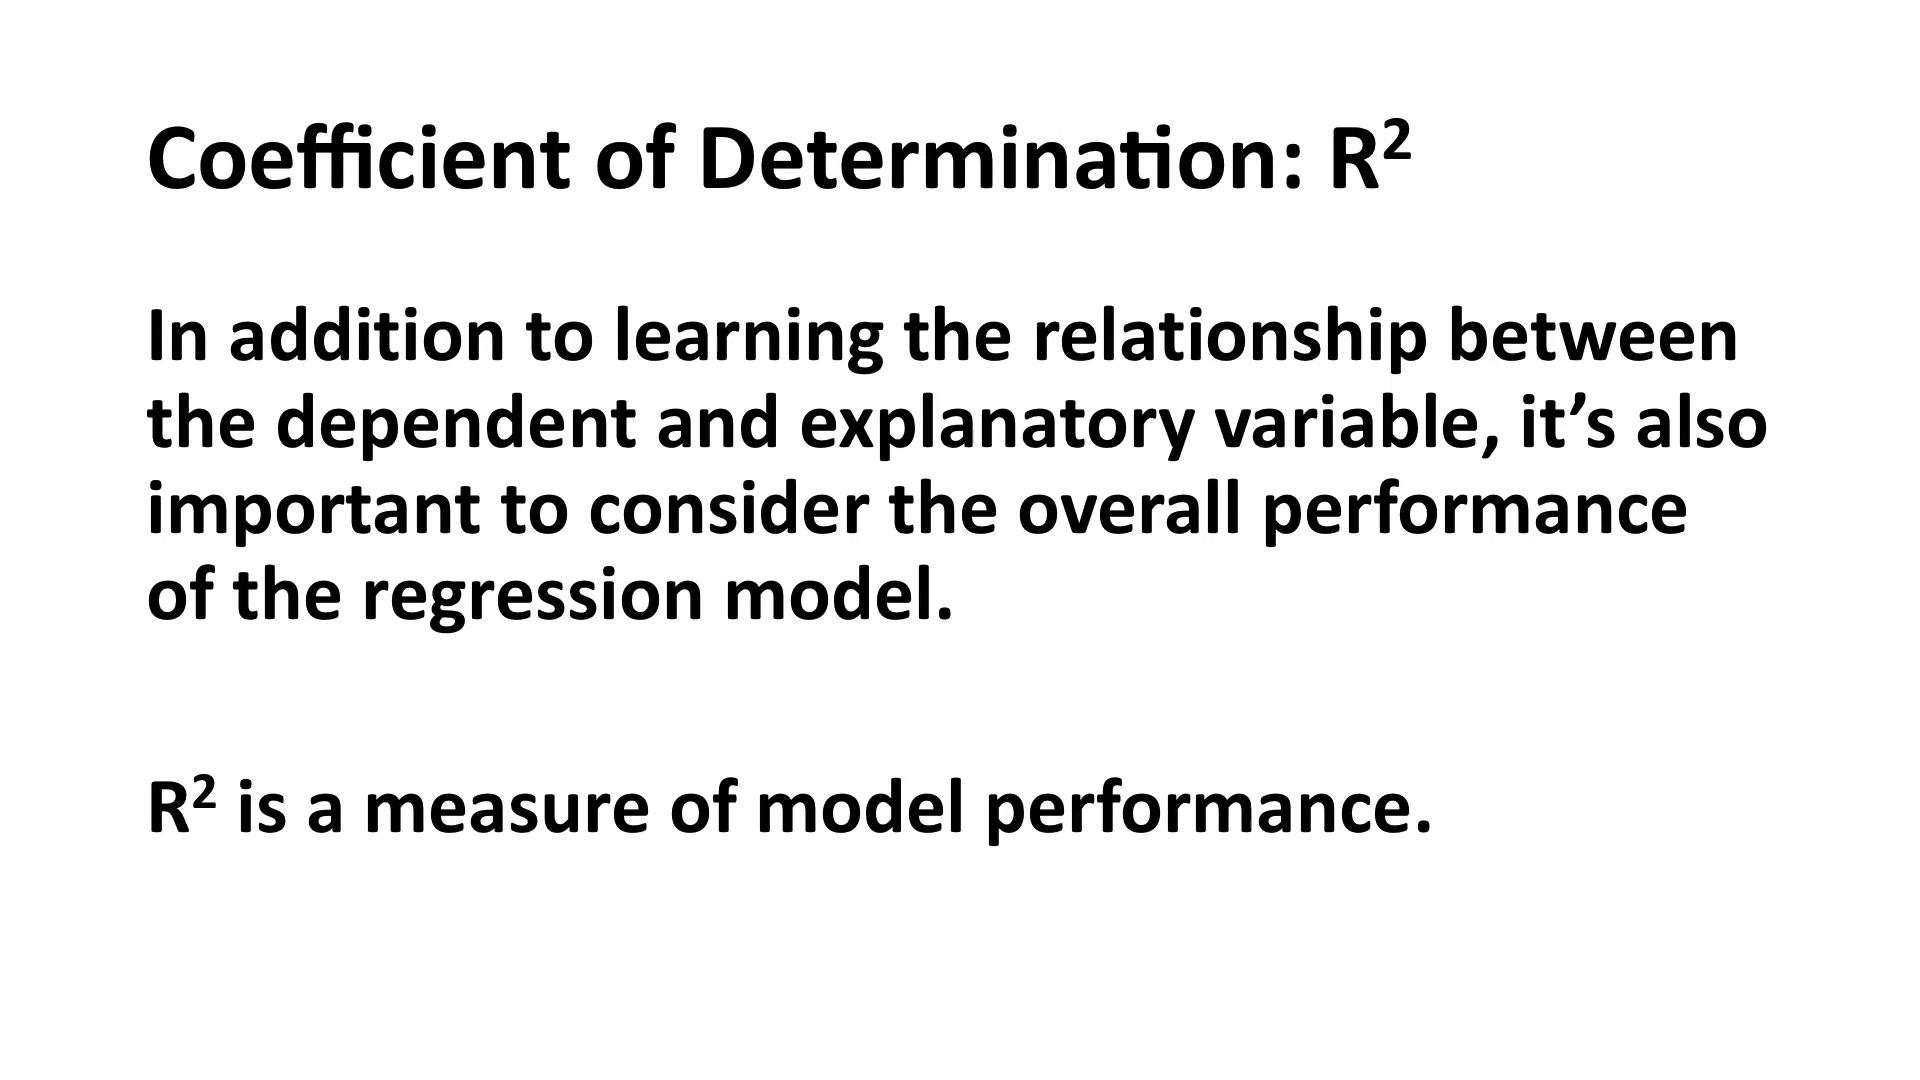 Coefficient of Determination: R²
In addition to learning the relationship between
the dependent and explanatory variable, it’s also
important to consider the overall performance
of the regression model.
R² is a measure of model performance.